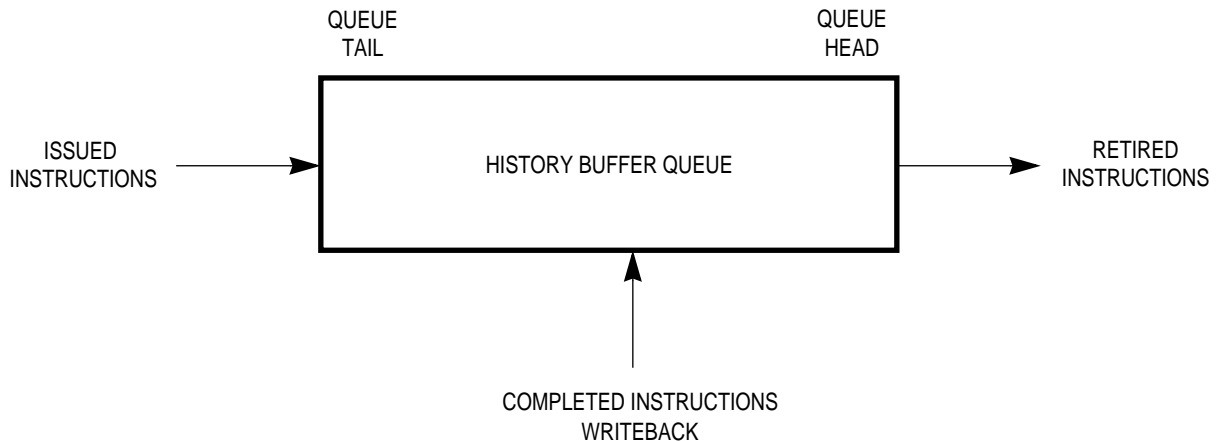 QUEUE
TAIL
QUEUE
HEAD
ISSUED
INSTRUCTIONS
HISTORY BUFFER QUEUE
RETIRED
INSTRUCTIONS
COMPLETED INSTRUCTIONS
WRITEBACK